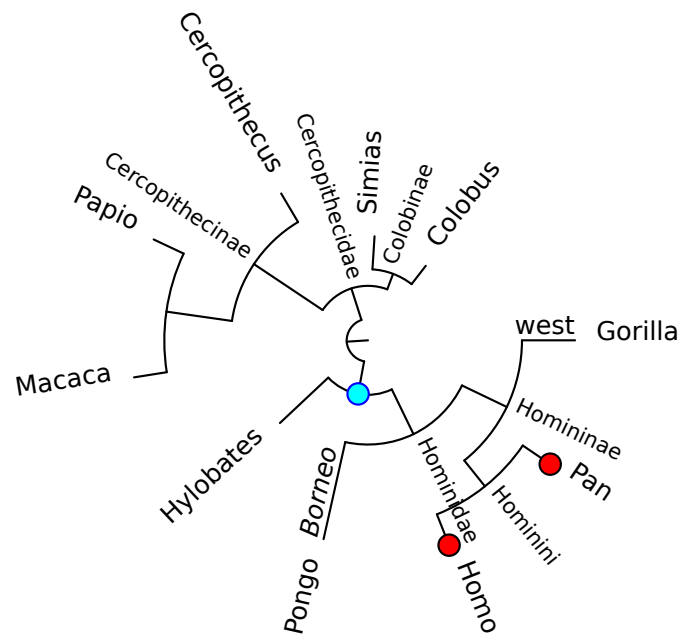 Cercopithecus
Cercopithecidae
Simias
Colobinae
Colobus
Cercopithecinae
Papio
Macaca
west
Gorilla
Homininae
Pan
Hominini
Hominidae
Homo
Borneo
Pongo
Hylobates